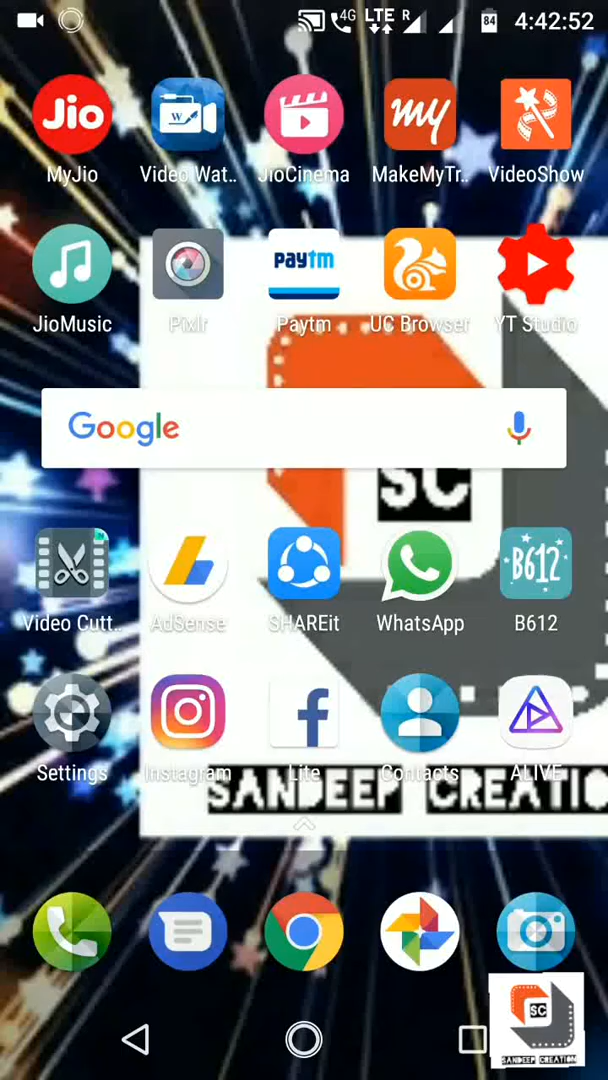 4G LTE R 84 4:42:52
Jio my
MyJio Video Wat.. JioCinema MakeMyTr.. VideoShow
paytm
JioMusic Pixlr Paytm UC Browser YT Studio
Google
SC
B612
Video Cutt.. AdSense SHAREit WhatsApp B612
Settings Instagram Lite Contacts ALIVE
SANDEEP CREATIO
SC
SANDEEP CREATION